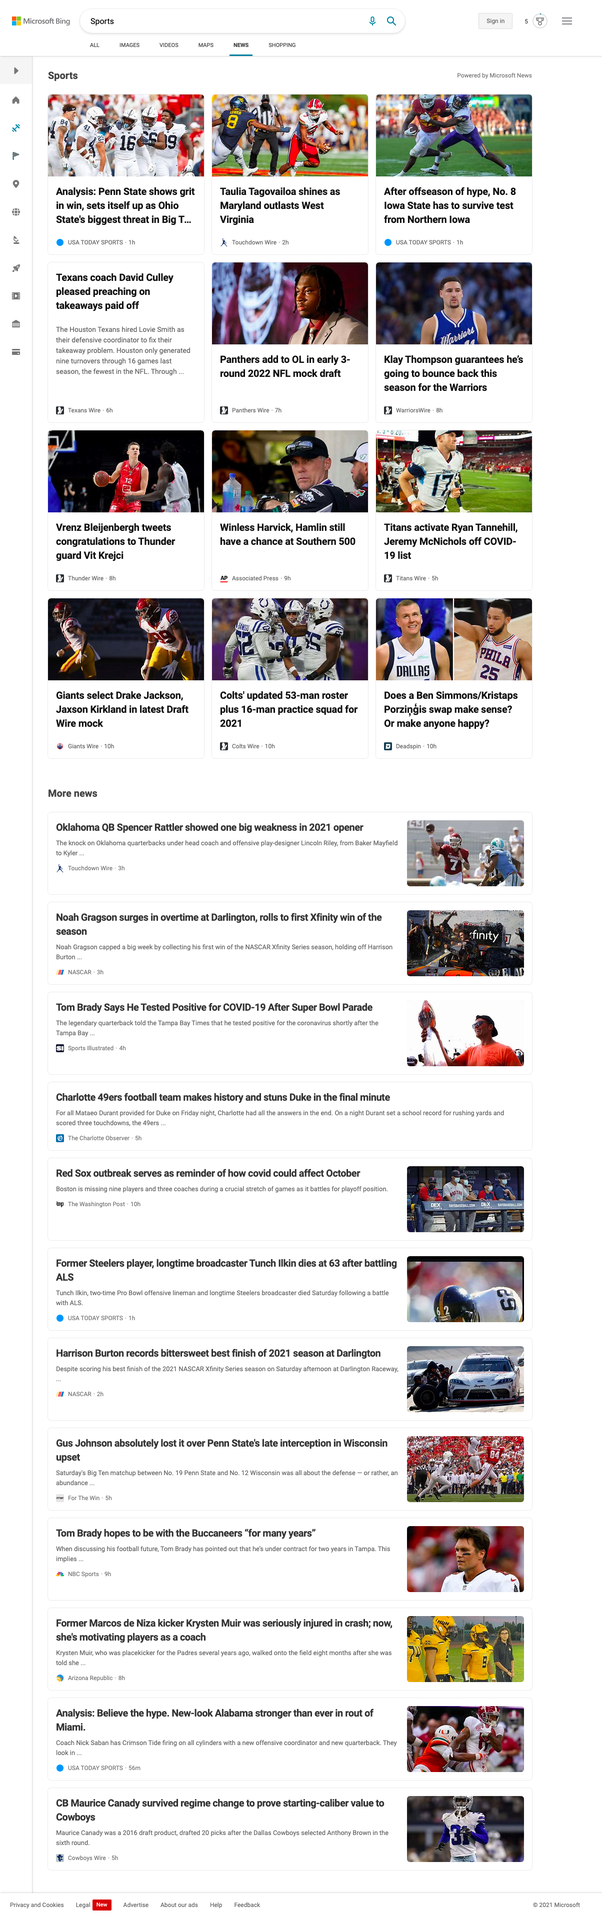 Microsoft Bing
Sports
Sign in
5
ALL IMAGES VIDEOS MAPS NEWS SHOPPING
Sports
Powered by Microsoft News
Analysis: Penn State shows grit
in win, sets itself up as Ohio
State's biggest threat in Big T...
USA TODAY SPORTS · 1h
Taulia Tagovailoa shines as
Maryland outlasts West
Virginia
Touchdown Wire · 2h
After offseason of hype, No. 8
Iowa State has to survive test
from Northern Iowa
USA TODAY SPORTS · 1h
Texans coach David Culley
pleased preaching on
takeaways paid off
The Houston Texans hired Lovie Smith as
their defensive coordinator to fix their
takeaway problem. Houston only generated
nine turnovers through 16 games last
season, the fewest in the NFL. Through ...
Texans Wire · 6h
Panthers add to OL in early 3-
round 2022 NFL mock draft
Panthers Wire · 7h
Warriors
Klay Thompson guarantees he's
going to bounce back this
season for the Warriors
WarriorsWire · 8h
12
Vrenz Bleijenbergh tweets
congratulations to Thunder
guard Vit Krejci
Thunder Wire · 8h
Winless Harvick, Hamlin still
have a chance at Southern 500
AP
Associated Press · 9h
17
Titans activate Ryan Tannehill,
Jeremy McNichols off COVID-
19 list
Titans Wire · 5h
Giants select Drake Jackson,
Jaxson Kirkland in latest Draft
Wire mock
Giants Wire · 10h
Colts' updated 53-man roster
plus 16-man practice squad for
2021
Colts Wire · 10h
DALLAS
PHILA
25
Does a Ben Simmons/Kristaps
Porziņģis swap make sense?
Or make anyone happy?
Deadspin · 10h
More news
Oklahoma QB Spencer Rattler showed one big weakness in 2021 opener
The knock on Oklahoma quarterbacks under head coach and offensive play-designer Lincoln Riley, from Baker Mayfield
to Kyler ...
Touchdown Wire · 3h
7
Noah Gragson surges in overtime at Darlington, rolls to first Xfinity win of the
season
Noah Gragson capped a big week by collecting his first win of the NASCAR Xfinity Series season, holding off Harrison
Burton ...
NASCAR · 3h
xfinity
Tom Brady Says He Tested Positive for COVID-19 After Super Bowl Parade
The legendary quarterback told the Tampa Bay Times that he tested positive for the coronavirus shortly after the
Tampa Bay ...
Sports Illustrated · 4h
Charlotte 49ers football team makes history and stuns Duke in the final minute
For all Mataeo Durant provided for Duke on Friday night, Charlotte had all the answers in the end. On a night Durant set a school record for rushing yards and
scored three touchdowns, the 49ers ...
The Charlotte Observer · 5h
Red Sox outbreak serves as reminder of how covid could affect October
Boston is missing nine players and three coaches during a crucial stretch of games as it battles for playoff position.
wp
The Washington Post · 10h
Former Steelers player, longtime broadcaster Tunch Ilkin dies at 63 after battling
ALS
Tunch Ilkin, two-time Pro Bowl offensive lineman and longtime Steelers broadcaster died Saturday following a battle
with ALS.
USA TODAY SPORTS · 1h
62
Harrison Burton records bittersweet best finish of 2021 season at Darlington
Despite scoring his best finish of the 2021 NASCAR Xfinity Series season on Saturday afternoon at Darlington Raceway,
...
NASCAR · 2h
Gus Johnson absolutely lost it over Penn State's late interception in Wisconsin
upset
Saturday's Big Ten matchup between No. 19 Penn State and No. 12 Wisconsin was all about the defense — or rather, an
abundance ...
For The Win · 5h
84
Tom Brady hopes to be with the Buccaneers “for many years”
When discussing his football future, Tom Brady has pointed out that he's under contract for two years in Tampa. This
implies ...
NBC Sports · 9h
Former Marcos de Niza kicker Krysten Muir was seriously injured in crash; now,
she's motivating players as a coach
Krysten Muir, who was placekicker for the Padres several years ago, walked onto the field eight months after she was
told she ...
Arizona Republic · 8h
Analysis: Believe the hype. New-look Alabama stronger than ever in rout of
Miami.
Coach Nick Saban has Crimson Tide firing on all cylinders with a new offensive coordinator and new quarterback. They
look in ...
USA TODAY SPORTS · 56m
CB Maurice Canady survived regime change to prove starting-caliber value to
Cowboys
Maurice Canady was a 2016 draft product, drafted 20 picks after the Dallas Cowboys selected Anthony Brown in the
sixth round.
Cowboys Wire · 5h
31
Privacy and Cookies Legal New Advertise About our ads Help Feedback
© 2021 Microsoft